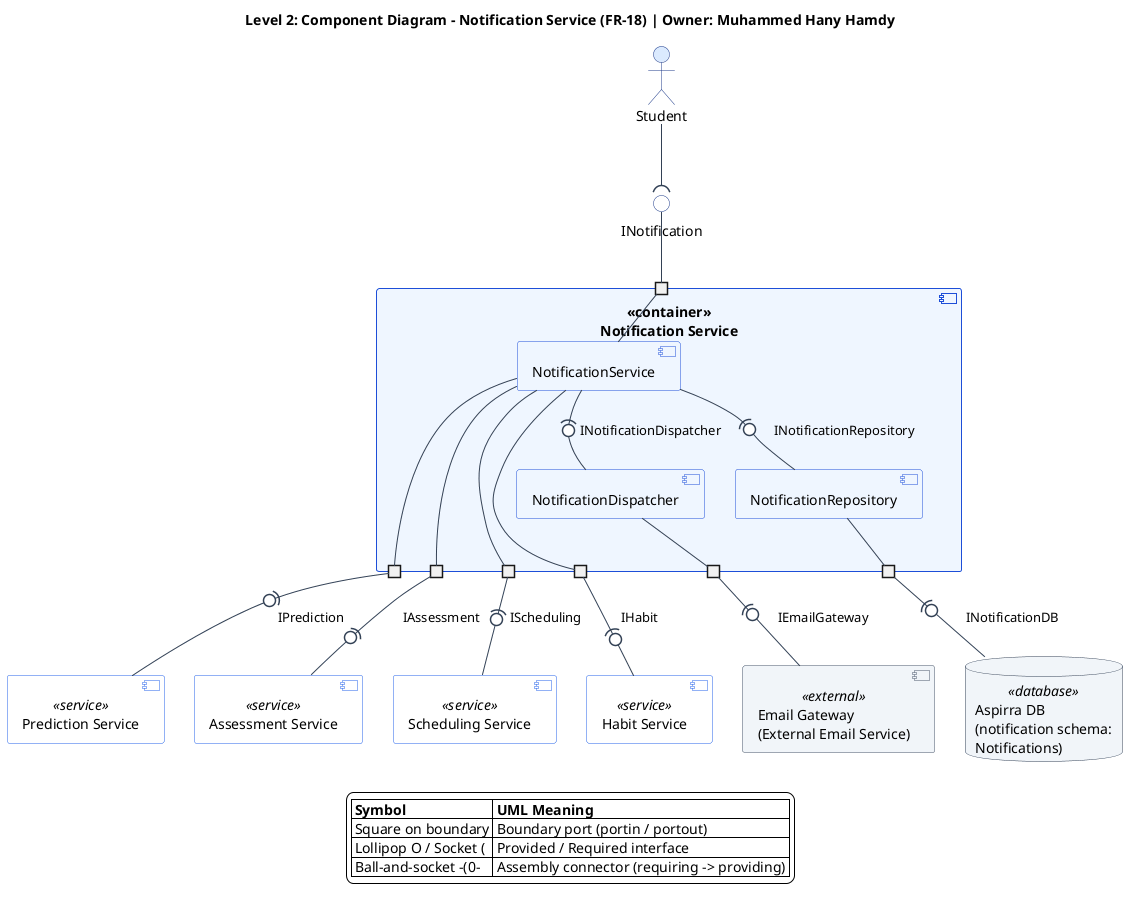 Level 2: Component Diagram - Notification Service (FR-18) | Owner: Muhammed Hany Hamdy
Student
INotification
«container»
Notification Service
NotificationService
INotificationDispatcher
INotificationRepository
NotificationDispatcher
NotificationRepository
IPrediction
IAssessment
IScheduling
IHabit
IEmailGateway
INotificationDB
«service»
Prediction Service
«service»
Assessment Service
«service»
Scheduling Service
«service»
Habit Service
«external»
Email Gateway
(External Email Service)
«database»
Aspirra DB
(notification schema:
Notifications)
Symbol UML Meaning
Square on boundary Boundary port (portin / portout)
Lollipop O / Socket ( Provided / Required interface
Ball-and-socket -(0- Assembly connector (requiring -> providing)